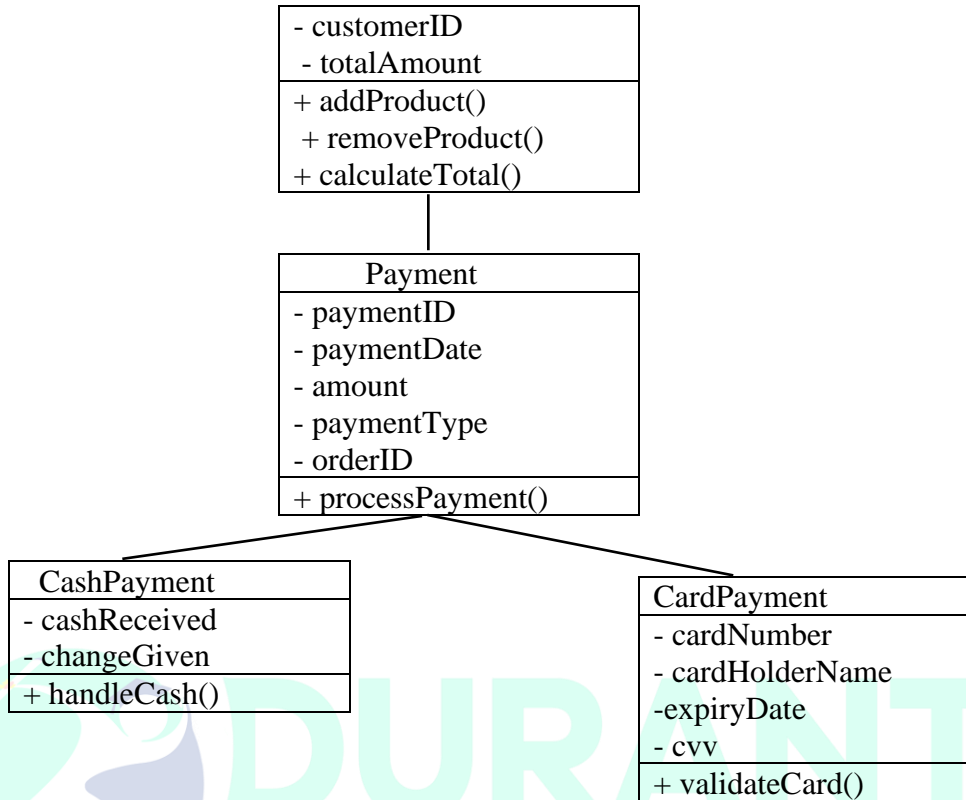 - customerID
- totalAmount
+ addProduct()
+ removeProduct()
+ calculateTotal()
Payment
- paymentID
- paymentDate
- amount
- paymentType
- orderID
+ processPayment()
CashPayment
- cashReceived
- changeGiven
+ handleCash()
CardPayment
- cardNumber
- cardHolderName
-expiryDate
- cvv
+ validateCard()
DURANT